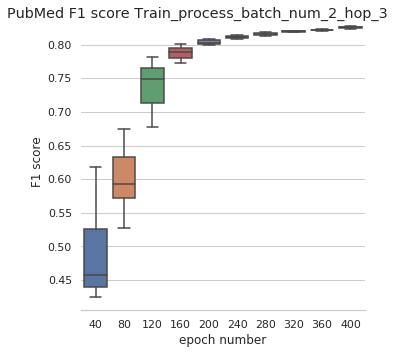 PubMed F1 score Train_process_batch_num_2_hop_3
0.80
0.75
0.70
0.65
0.60
0.55
0.50
0.45
F1 score
40 80 120 160 200 240 280 320 360 400
epoch number